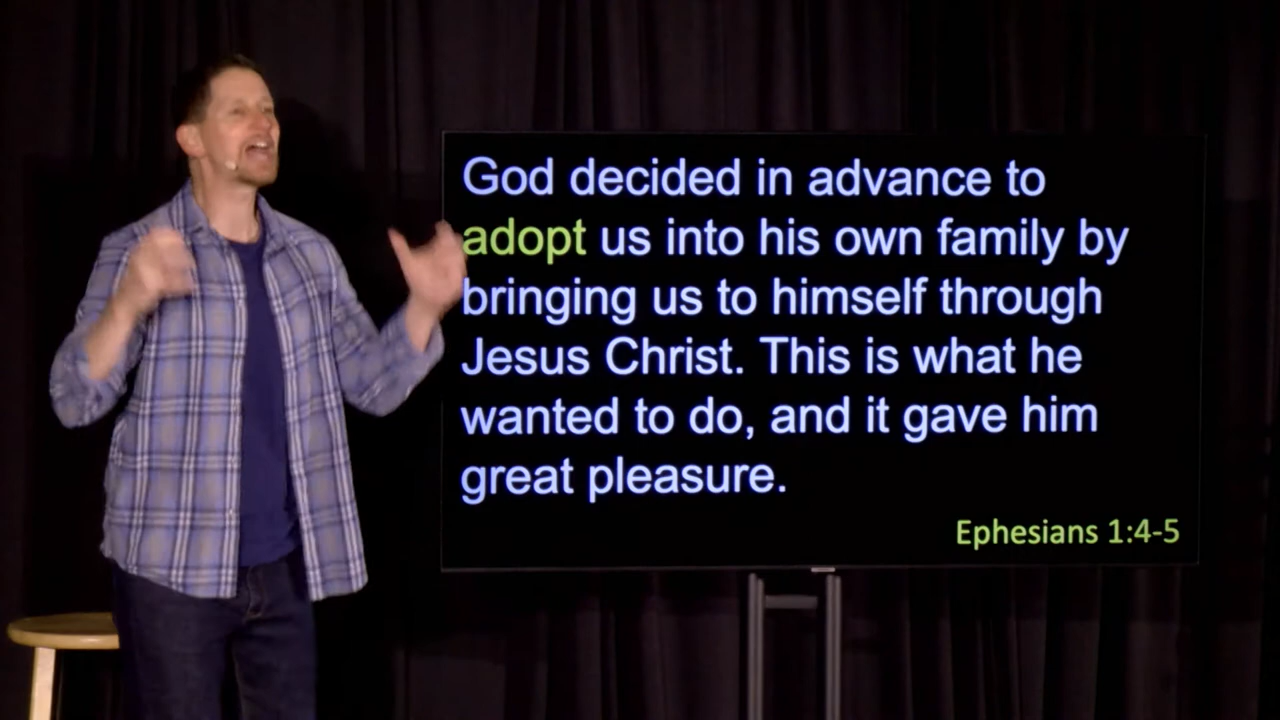 God decided in advance to
adopt us into his own family by
bringing us to himself through
Jesus Christ. This is what he
wanted to do, and it gave him
great pleasure.
Ephesians 1:4-5